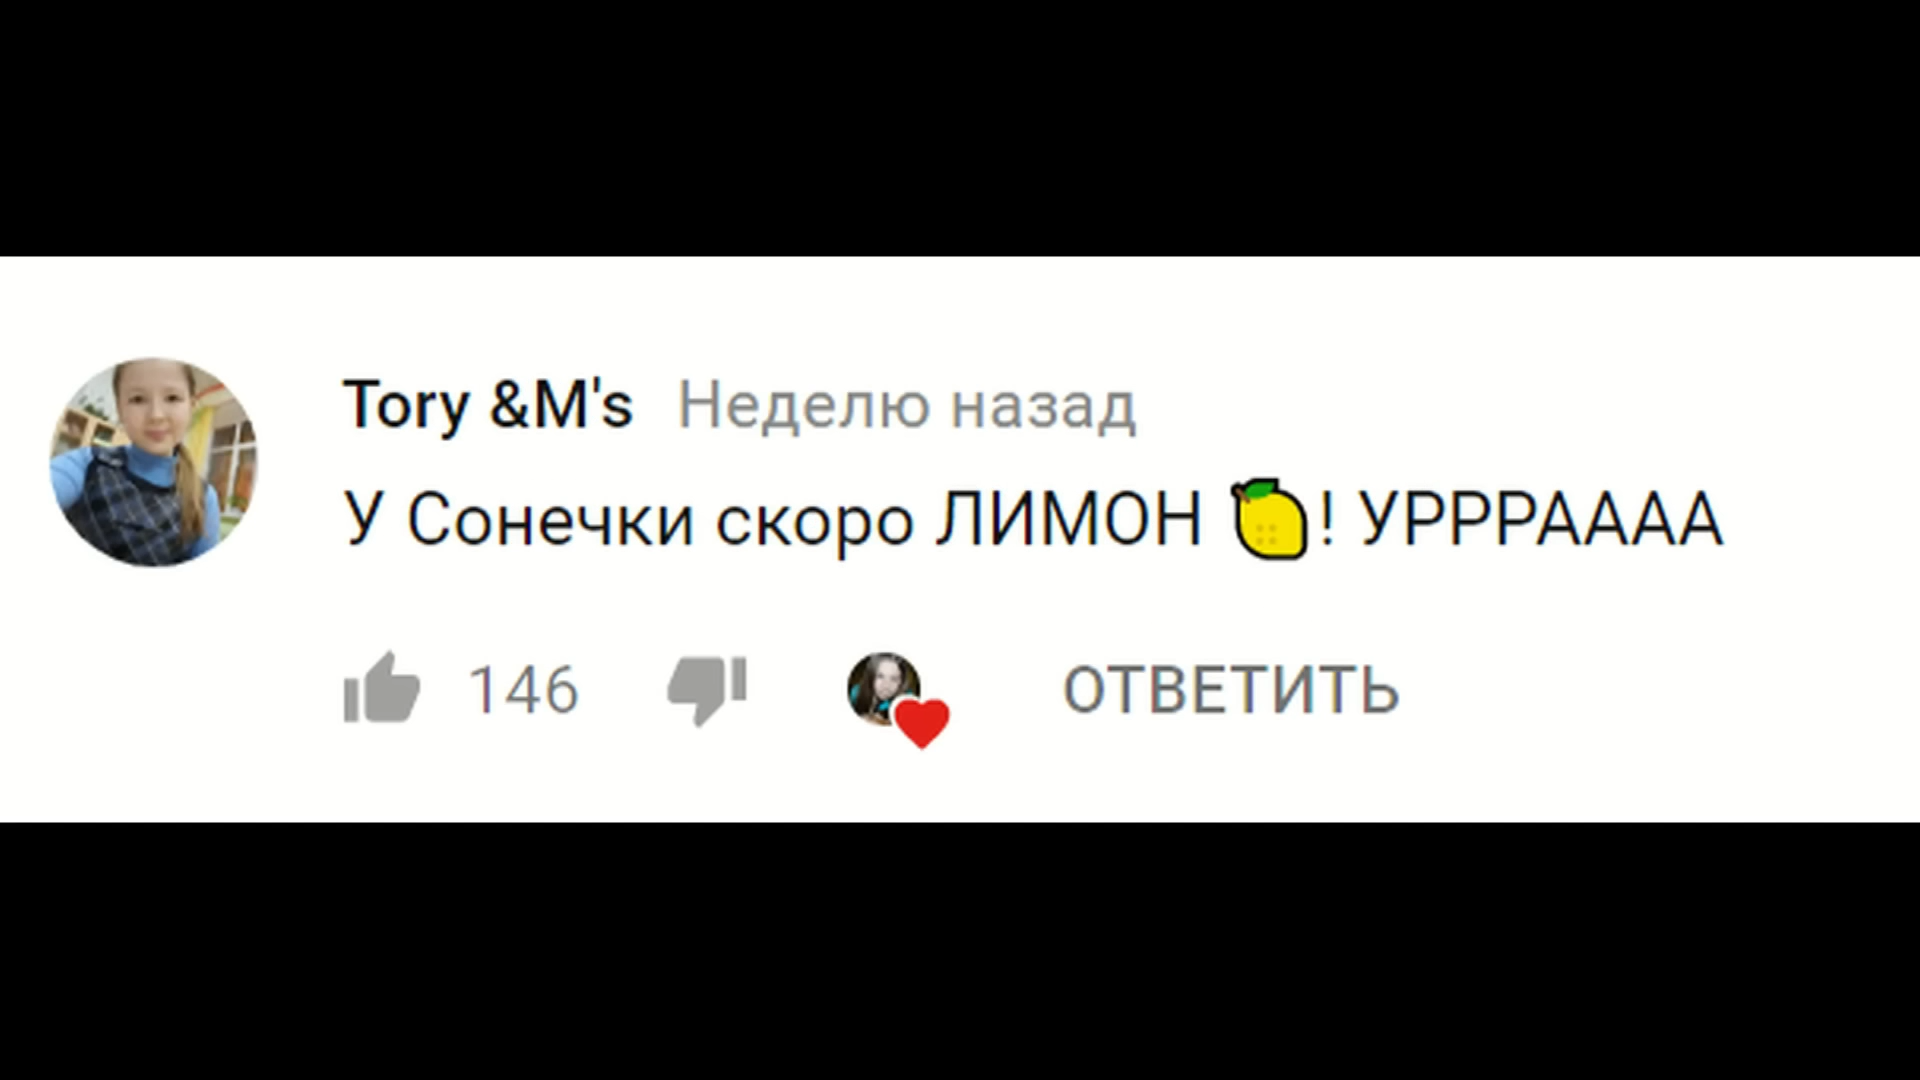 Tory &M's Неделю назад
У Сонечки скоро ЛИМОН 🍋! УРРРАААА
146 ОТВЕТИТЬ